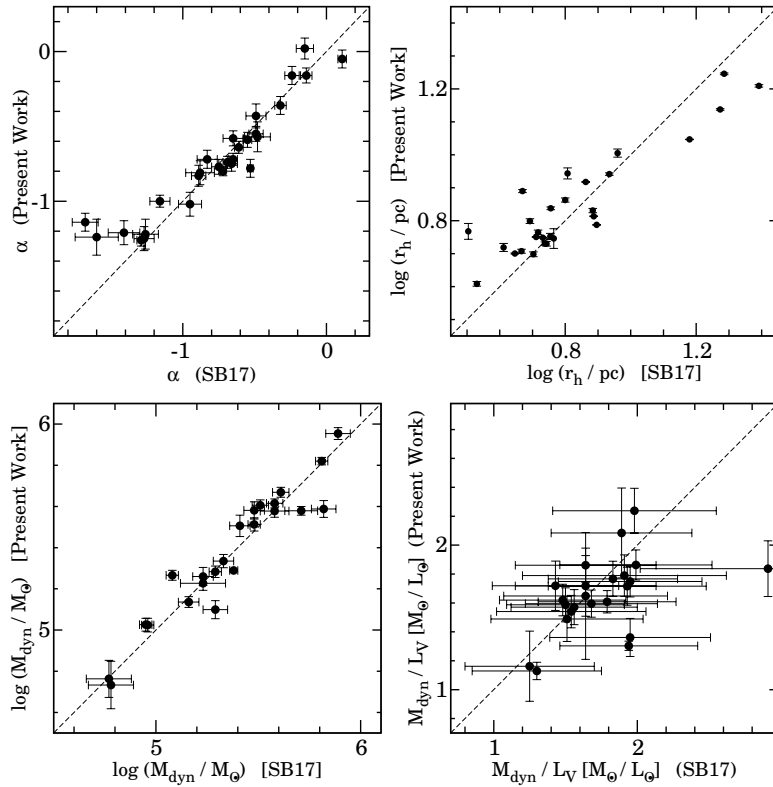 0
-1
α (Present Work)
-1
0
α (SB17)
1.2
0.8
log (r_h / pc) [Present Work]
0.8
1.2
log (r_h / pc) [SB17]
6
5
log (M_dyn / M_⊙) [Present Work]
5
6
log (M_dyn / M_⊙) [SB17]
2
1
M_dyn / L_V [M_⊙ / L_⊙] (Present Work)
1
2
M_dyn / L_V [M_⊙ / L_⊙] (SB17)